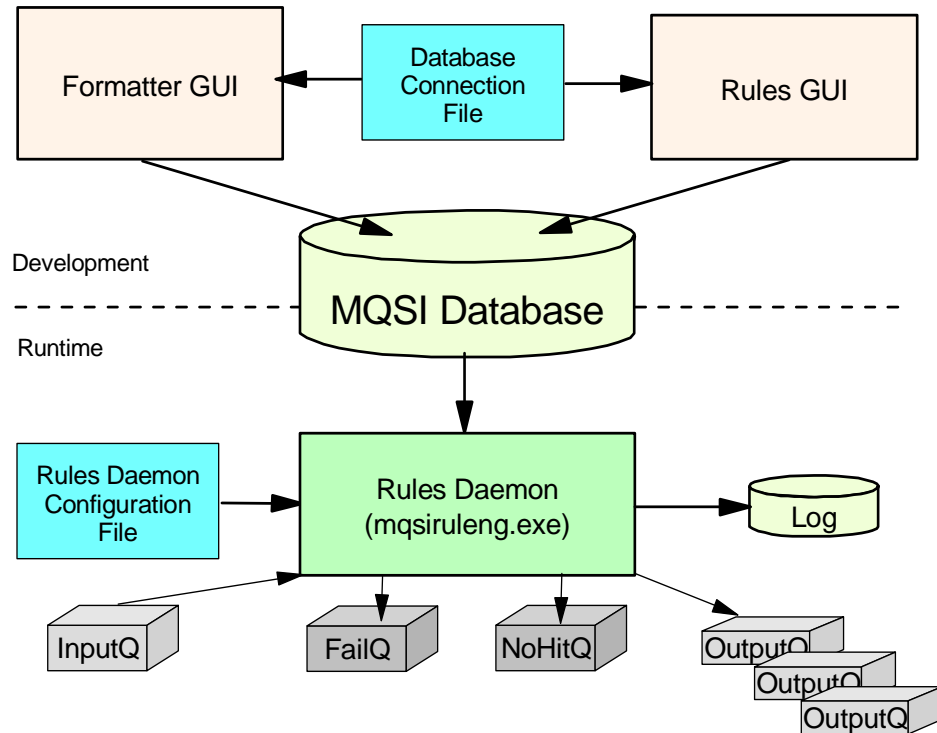 Formatter GUI
Database
Connection
File
Rules GUI
Development
MQSI Database
Runtime
Rules Daemon
Configuration
File
Rules Daemon
(mqsiruleng.exe)
Log
InputQ
FailQ
NoHitQ
OutputQ
OutputQ
OutputQ